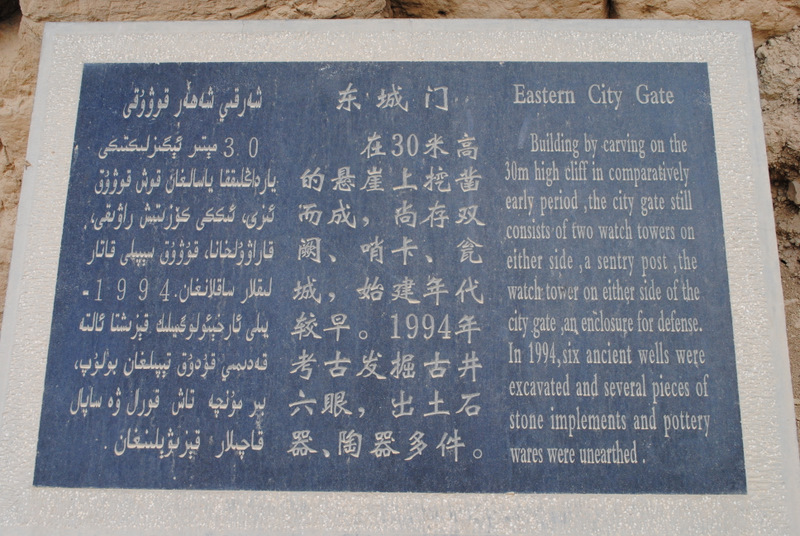 شەرقىي شەھەر قوۋۇقى
3 0 مېتىر ئېگىزلىكتىكى
ياردائڭلىققا ياسالغان قوش قوۋۇق
ئىزى، ئىككى كۆزىتىش راۋىقى،
قاراۋۇلخانا، قوۋۇق سېپىلى قاتار
لىقلار ساقلانغان. 1994 -
يىلى ئارخېئولوگىيىلىك قېزىشتا ئالتە
قەدىمىي قۇدۇق تېپىلغان بولۇپ،
بىر مۇنچە تاش قورال ۋە ساپال
قاچىلار قېزىۋېلىنغان .
东城门
在30米高
的悬崖上挖凿
而成，尚存双
阙、哨卡、瓮
城，始建年代
较早。1994年
考古发掘古井
六眼，出土石
器、陶器多件。
Eastern City Gate
Building by carving on the
30m high cliff in comparatively
early period ,the city gate still
consists of two watch towers on
either side ,a sentry post ,the
watch tower on either side of the
city gate ,an enclosure for defense.
In 1994,six ancient wells were
excavated and several pieces of
stone implements and pottery
wares were unearthed .